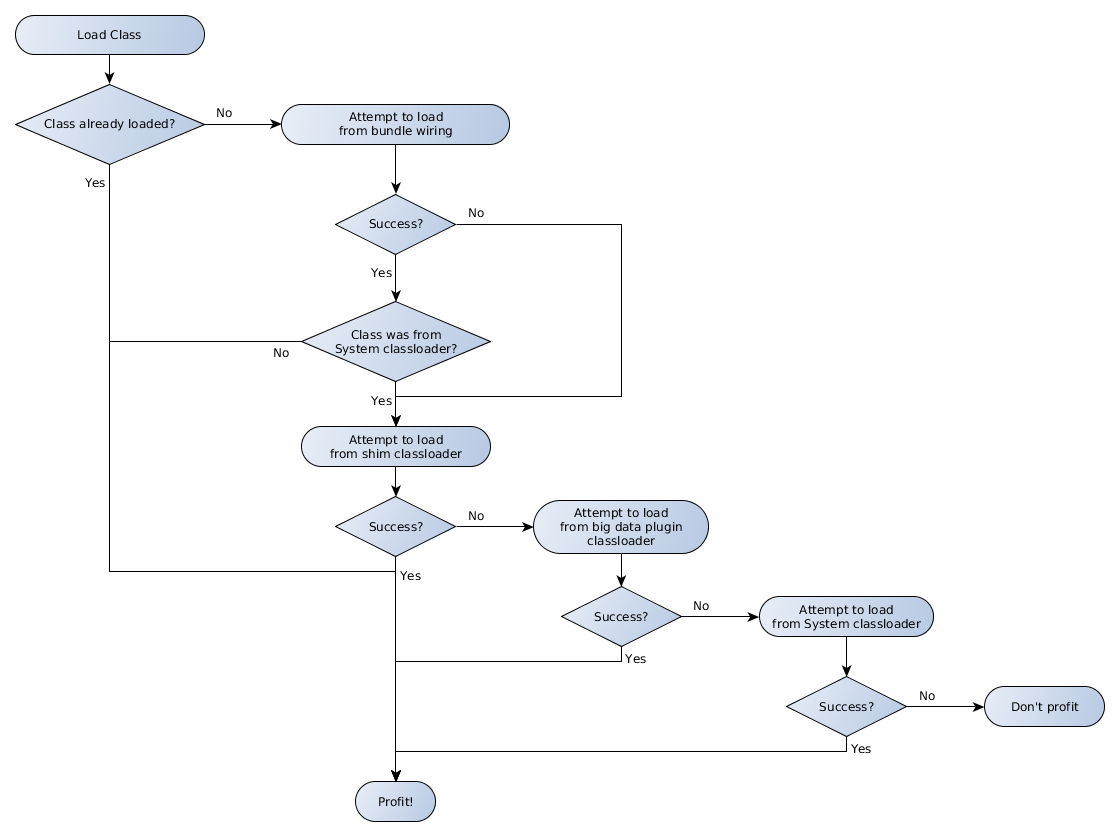 Load Class
Class already loaded?
No
Attempt to load
from bundle wiring
Yes
Success?
No
Yes
Class was from
System classloader?
No
Yes
Attempt to load
from shim classloader
Success?
No
Attempt to load
from big data plugin
classloader
Yes
Success?
No
Attempt to load
from System classloader
Yes
Success?
No
Don't profit
Yes
Profit!